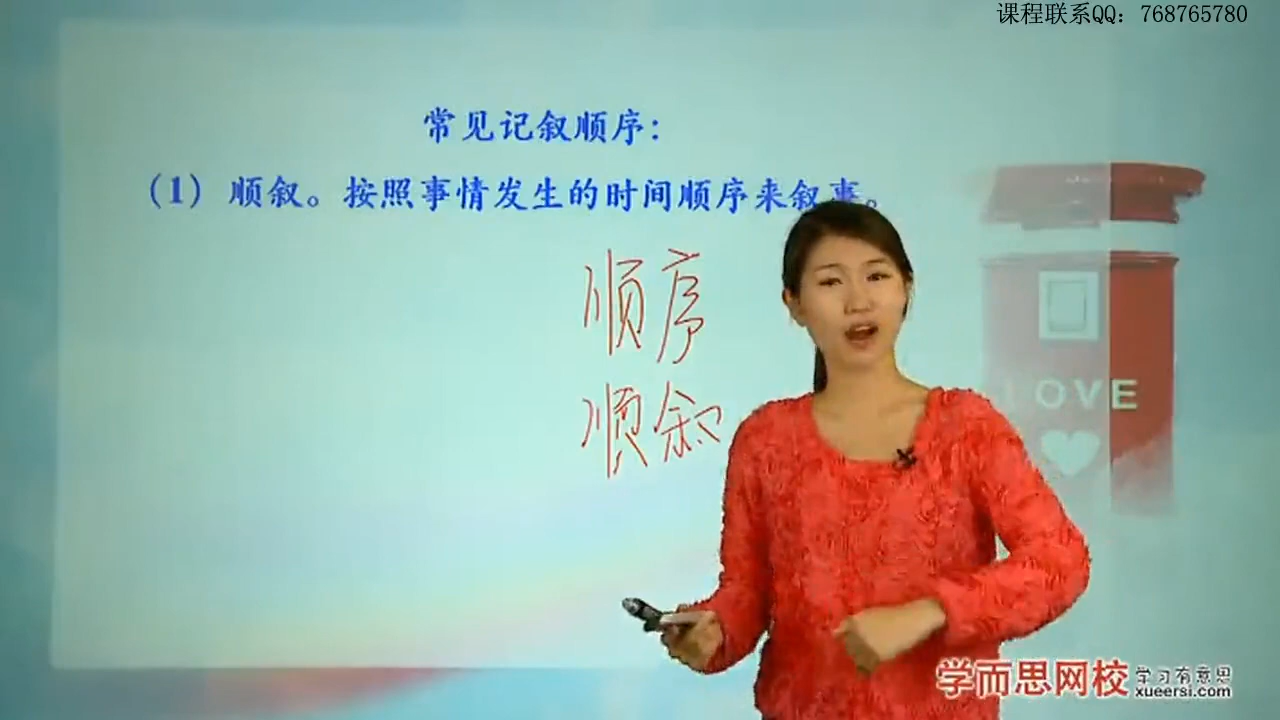 课程联系QQ：768765780
常见记叙顺序：
（1）顺叙。按照事情发生的时间顺序来叙事。
顺序
顺叙
LOVE
学而思网校 学习有意思
xueersi.com